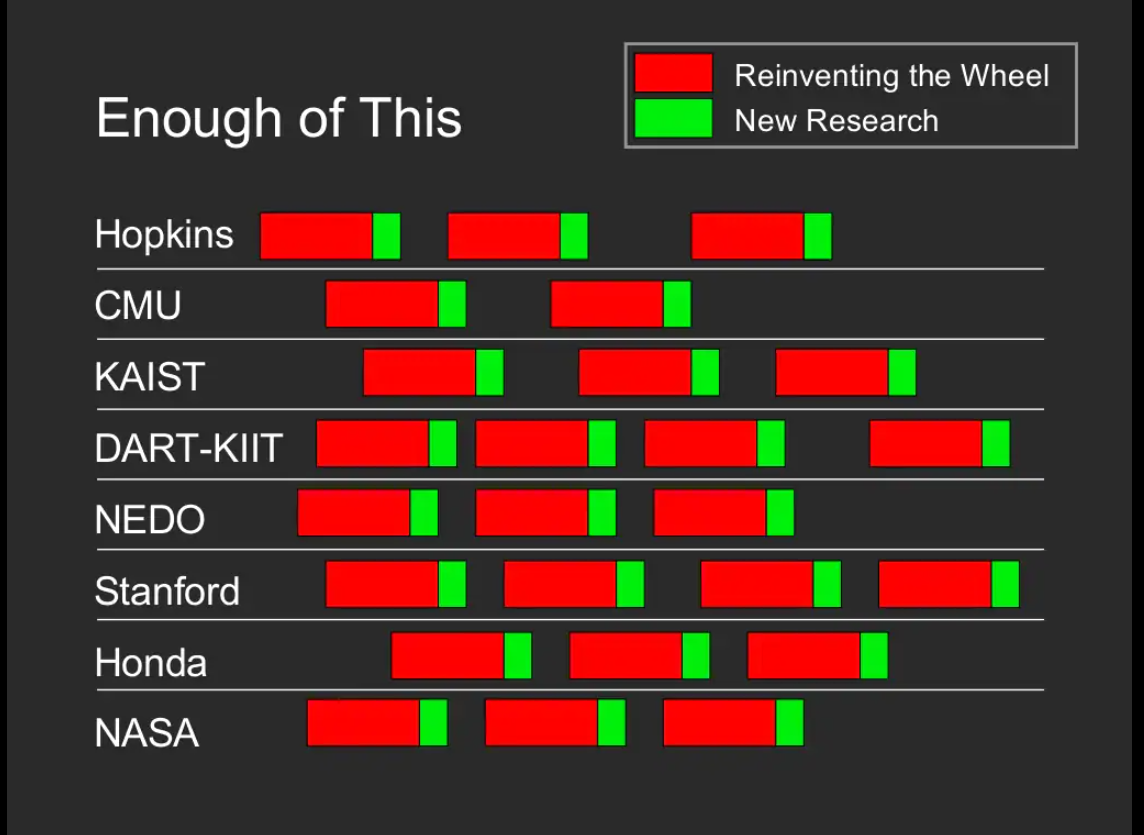 Enough of This
Reinventing the Wheel
New Research
Hopkins
CMU
KAIST
DART-KIIT
NEDO
Stanford
Honda
NASA